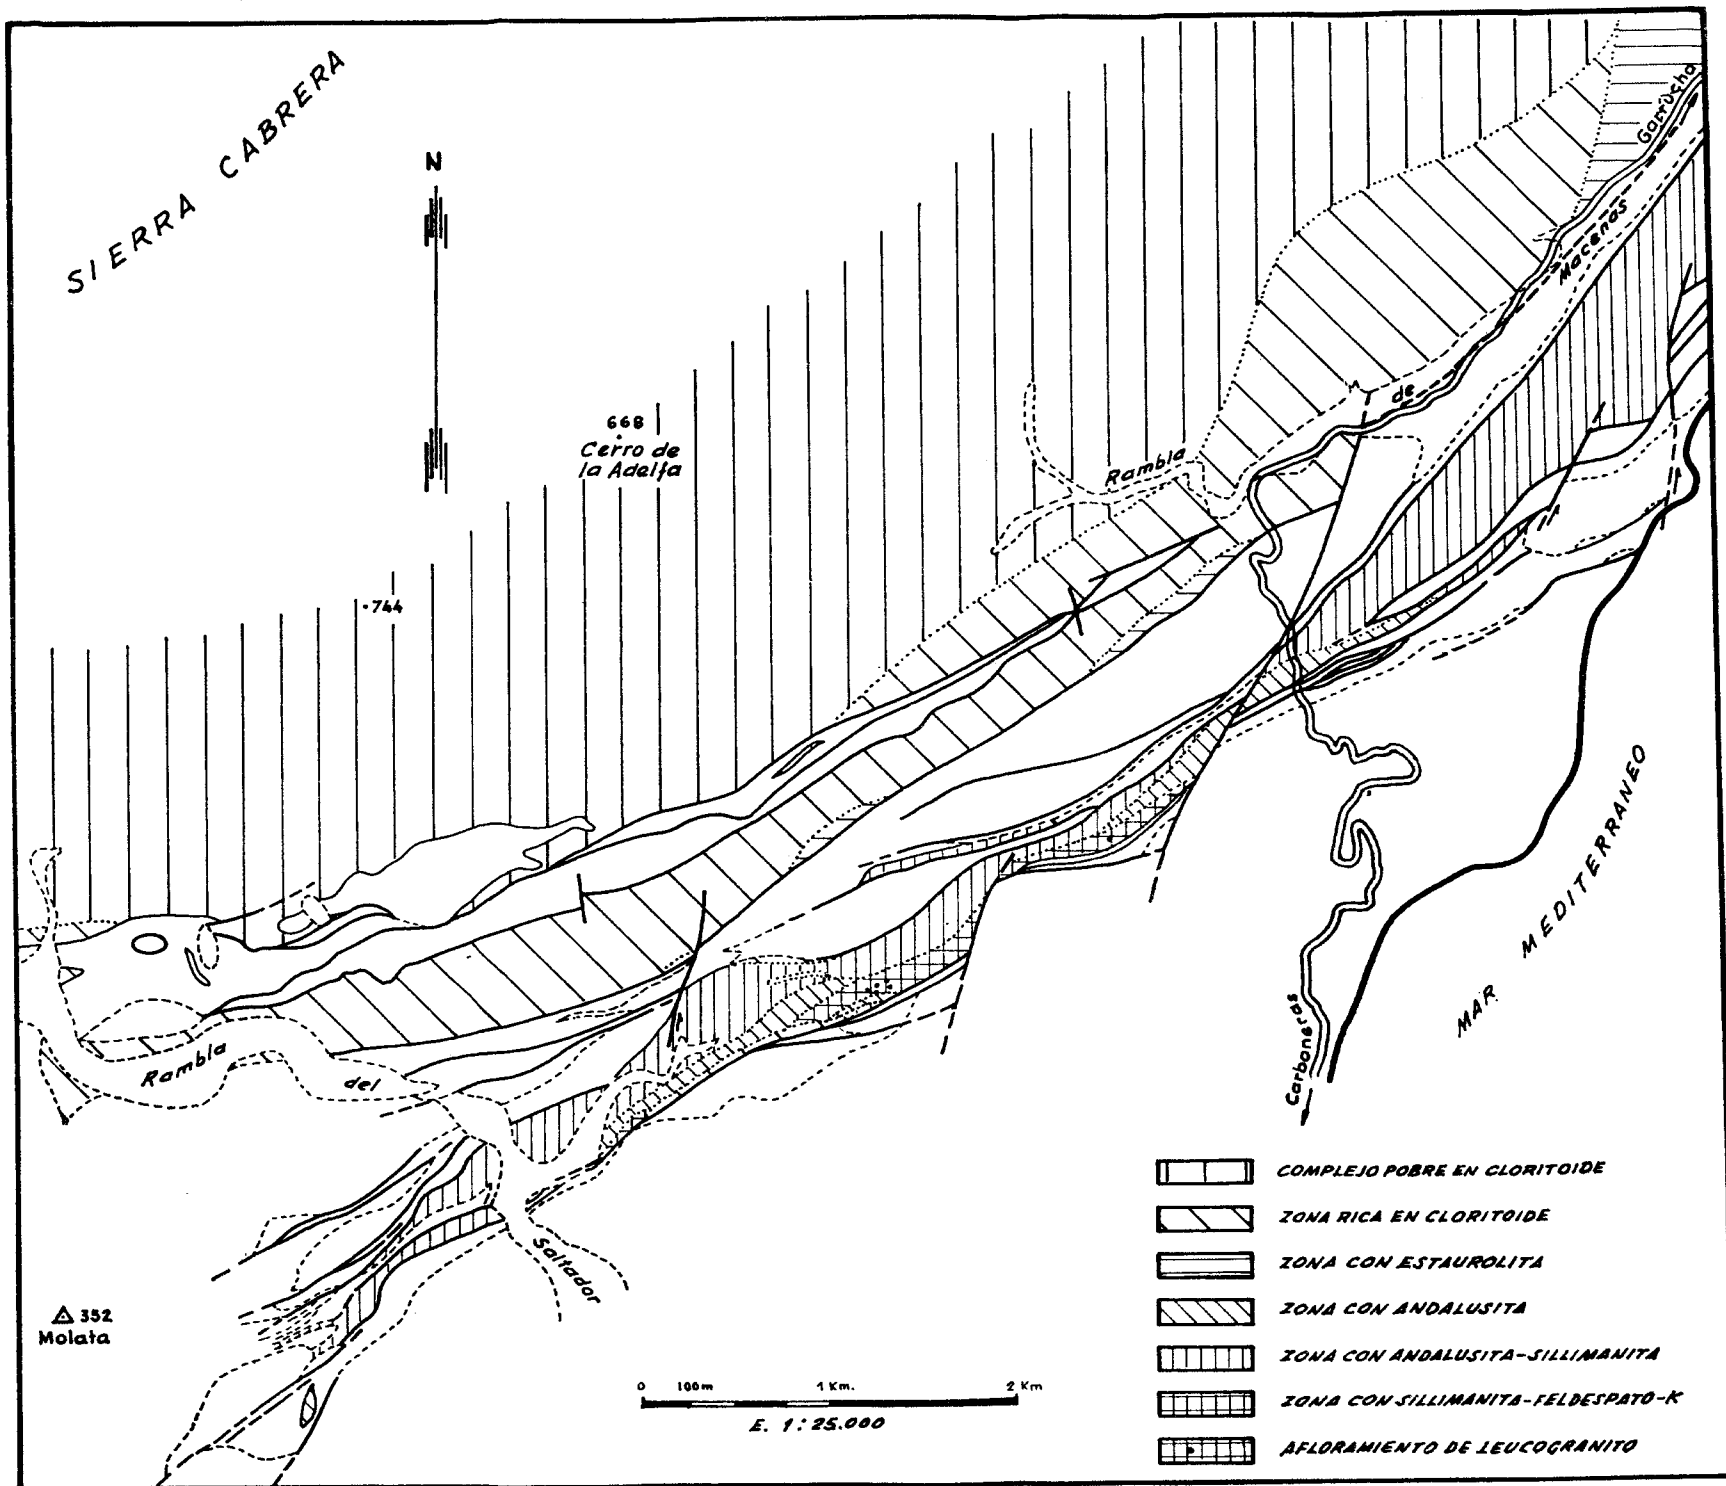 SIERRA CABRERA
N
668
Cerro de
la Adelfa
744
Rambla
de
Macenas
Garrucha
Rambla
del
Saltador
352
Molata
Carboneras
MAR MEDITERRANEO
COMPLEJO POBRE EN CLORITOIDE
ZONA RICA EN CLORITOIDE
ZONA CON ESTAUROLITA
ZONA CON ANDALUSITA
ZONA CON ANDALUSITA-SILLIMANITA
ZONA CON SILLIMANITA-FELDESPATO-K
AFLORAMIENTO DE LEUCOGRANITO
0 100m 1 Km. 2 Km
E. 1:25.000